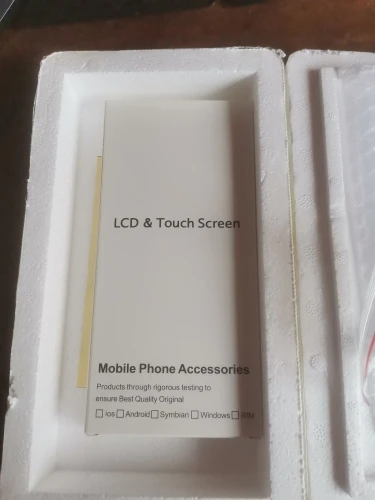 LCD & Touch Screen
Mobile Phone Accessories
Products through rigorous testing to
ensure Best Quality Original
ios Android Symbian Windows RIM